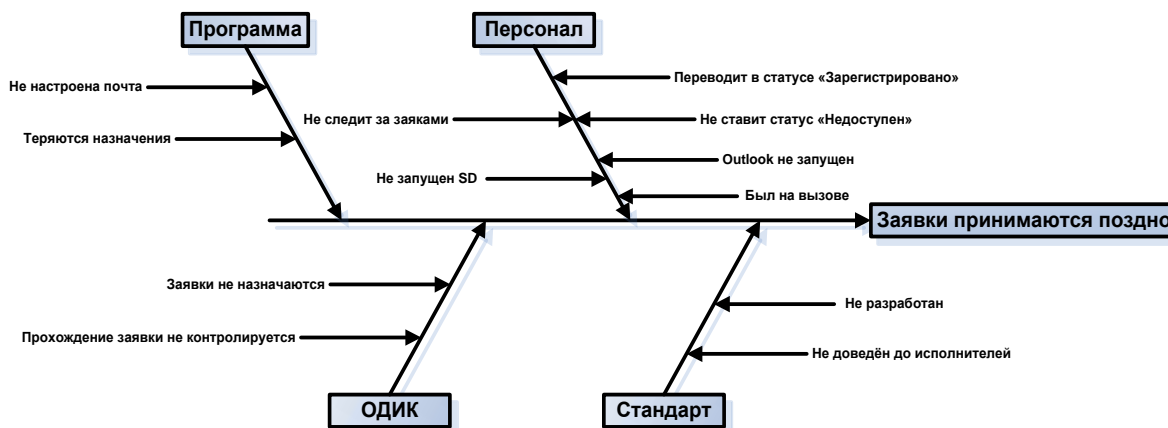 Программа
Персонал
Не настроена почта
Переводит в статусе «Зарегистрировано»
Теряются назначения
Не следит за заяками
Не ставит статус «Недоступен»
Outlook не запущен
Не запущен SD
Был на вызове
Заявки принимаются поздно
Заявки не назначаются
Не разработан
Прохождение заявки не контролируется
Не доведён до исполнителей
ОДИК
Стандарт